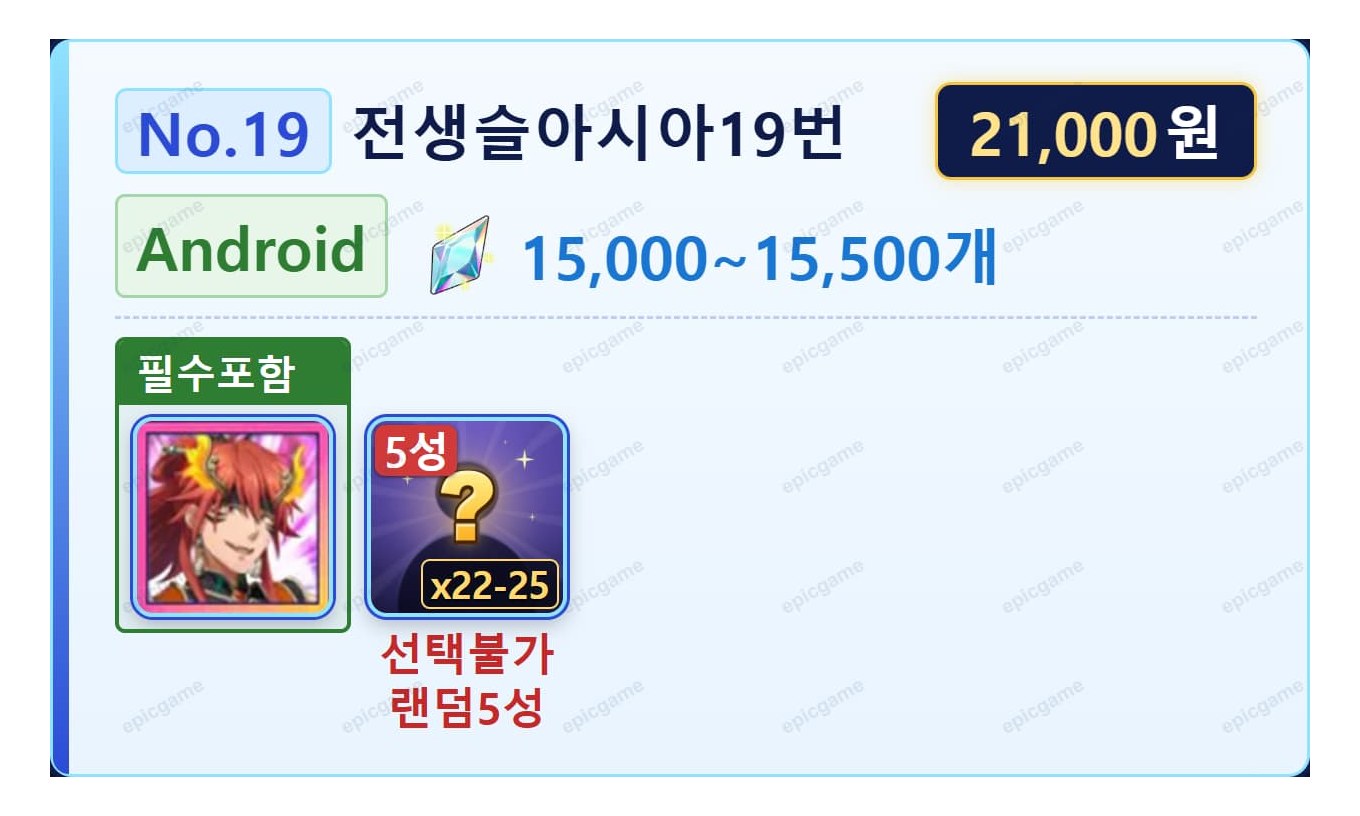 No.19 전생슬아시아19번 21,000원
Android 15,000~15,500개
필수포함
5성
?
x22-25
선택불가
랜덤5성
epicgame